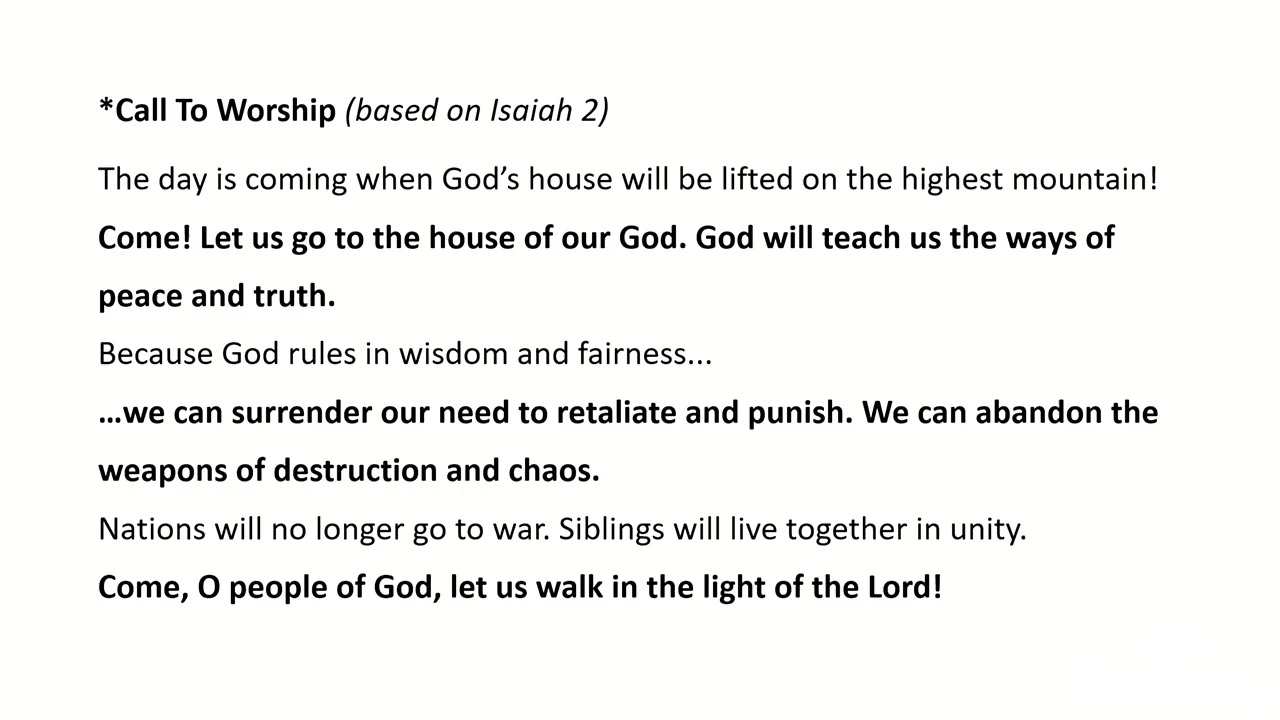 *Call To Worship (based on Isaiah 2)
The day is coming when God’s house will be lifted on the highest mountain!
Come! Let us go to the house of our God. God will teach us the ways of
peace and truth.
Because God rules in wisdom and fairness...
…we can surrender our need to retaliate and punish. We can abandon the
weapons of destruction and chaos.
Nations will no longer go to war. Siblings will live together in unity.
Come, O people of God, let us walk in the light of the Lord!